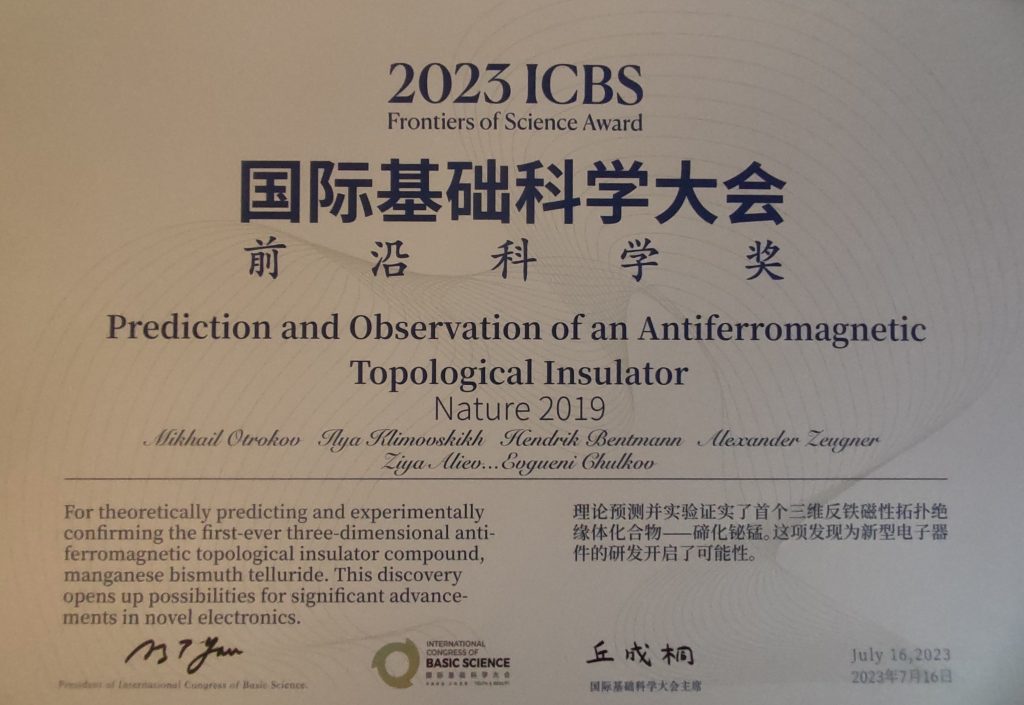 2023 ICBS
Frontiers of Science Award
国际基础科学大会
前沿科学奖
Prediction and Observation of an Antiferromagnetic
Topological Insulator
Nature 2019
Mikhail Otrokov Ilya Klimovskikh Hendrik Bentmann Alexander Zeugner
Ziya Aliev...Evgueni Chulkov
For theoretically predicting and experimentally
confirming the first-ever three-dimensional anti-
ferromagnetic topological insulator compound,
manganese bismuth telluride. This discovery
opens up possibilities for significant advance-
ments in novel electronics.
理论预测并实验证实了首个三维反铁磁性拓扑绝
缘体化合物——碲化铋锰。这项发现为新型电子器
件的研发开启了可能性。
President of International Congress of Basic Science.
INTERNATIONAL
CONGRESS OF
BASIC SCIENCE
国际基础科学大会
丘成桐
国际基础科学大会主席
July 16,2023
2023年7月16日